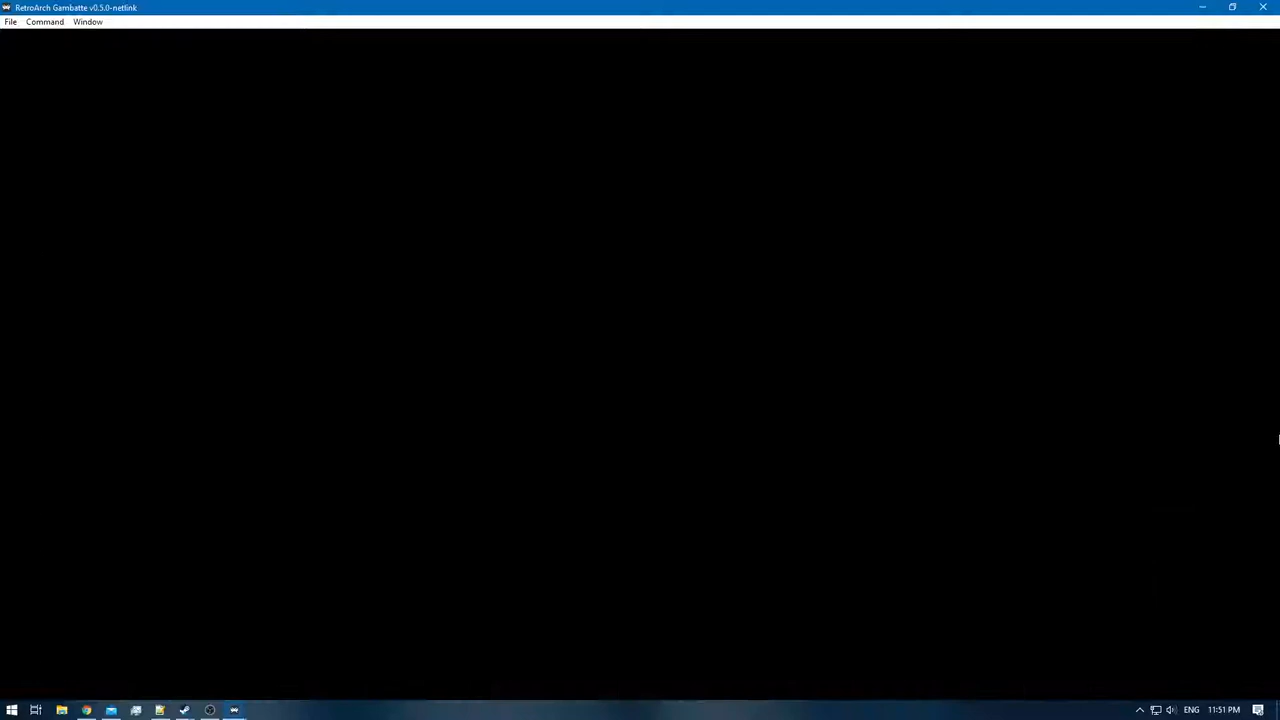 RetroArch Gambatte v0.5.0-netlink
File Command Window
ENG 11:51 PM